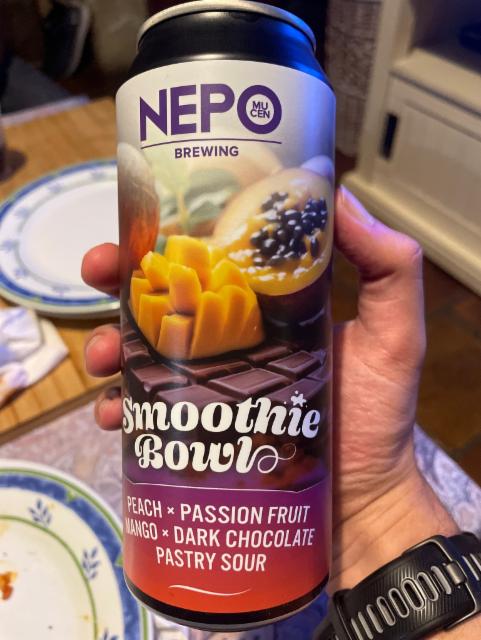 NEPO
MU
CEN
BREWING
Smoothie
Bowl
PEACH × PASSION FRUIT
MANGO × DARK CHOCOLATE
PASTRY SOUR